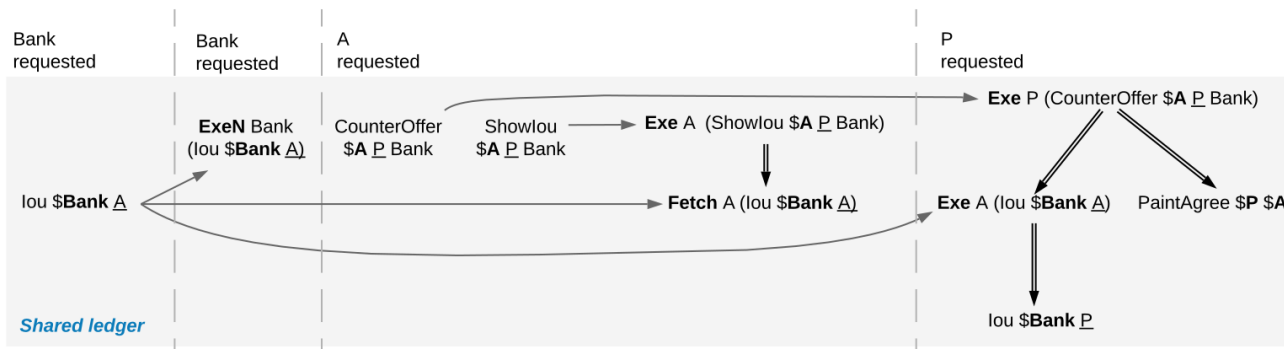 Bank
requested
Bank
requested
A
requested
P
requested
Exe P (CounterOffer $A P Bank)
ExeN Bank
(Iou $Bank A)
CounterOffer
$A P Bank
ShowIou
$A P Bank
Exe A (ShowIou $A P Bank)
Iou $Bank A
Fetch A (Iou $Bank A)
Exe A (Iou $Bank A)
PaintAgree $P $A
Iou $Bank P
Shared ledger